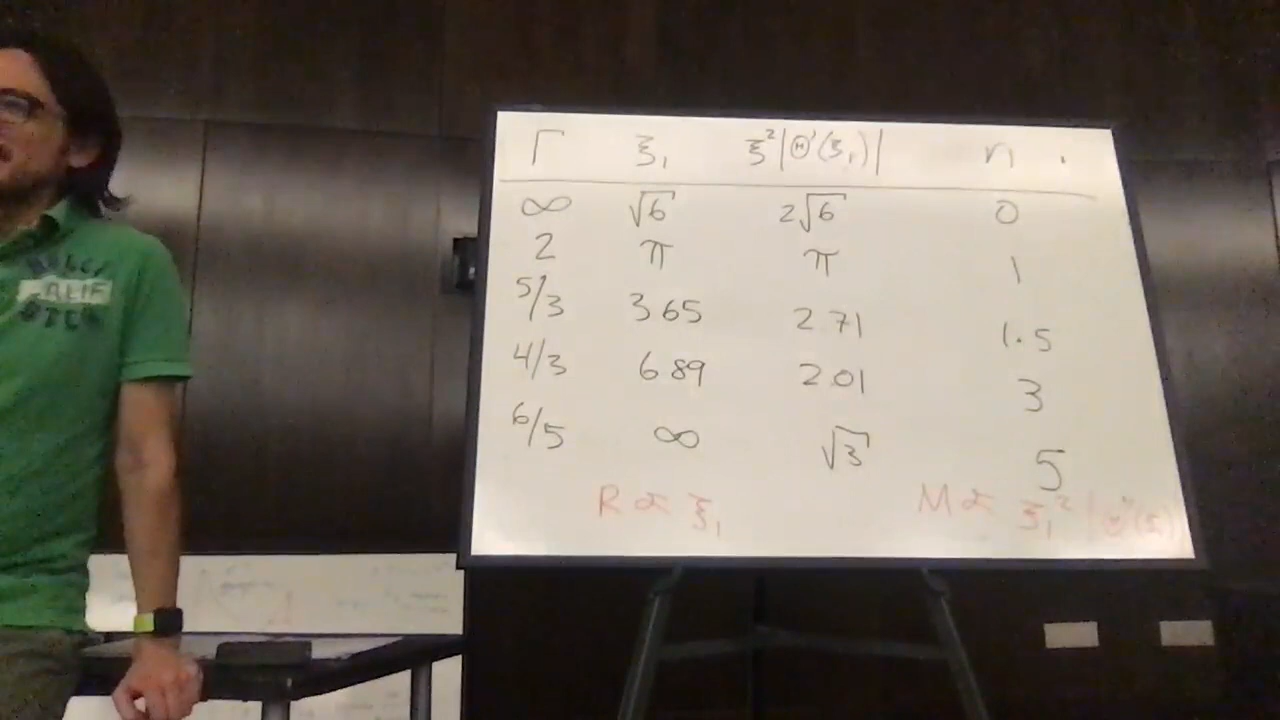 Γ ξ₁ ξ²|Θ'(ξ₁)| n
∞ √6 2√6 0
2 π π 1
5/3 3.65 2.71 1.5
4/3 6.89 2.01 3
6/5 ∞ √3 5
R ∝ ξ₁ M ∝ ξ₁²
CALIF